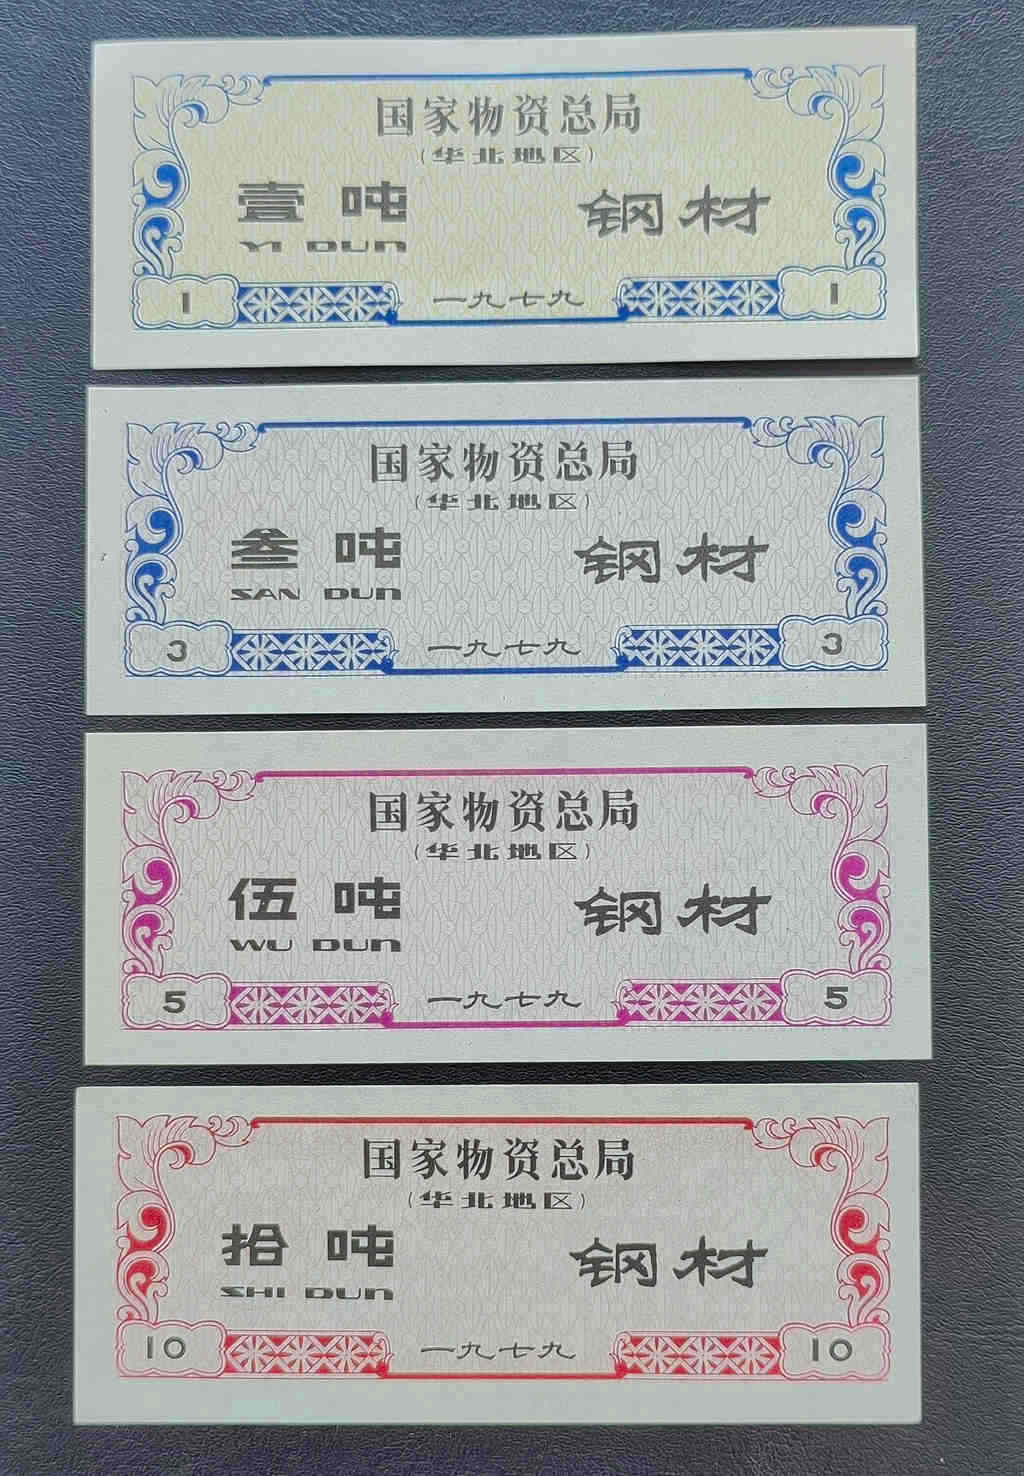 国家物资总局
(华北地区)
壹吨 钢材
YI DUN
1 一九七九 1
国家物资总局
(华北地区)
叁吨 钢材
SAN DUN
3 一九七九 3
国家物资总局
(华北地区)
伍吨 钢材
WU DUN
5 一九七九 5
国家物资总局
(华北地区)
拾吨 钢材
SHI DUN
10 一九七九 10